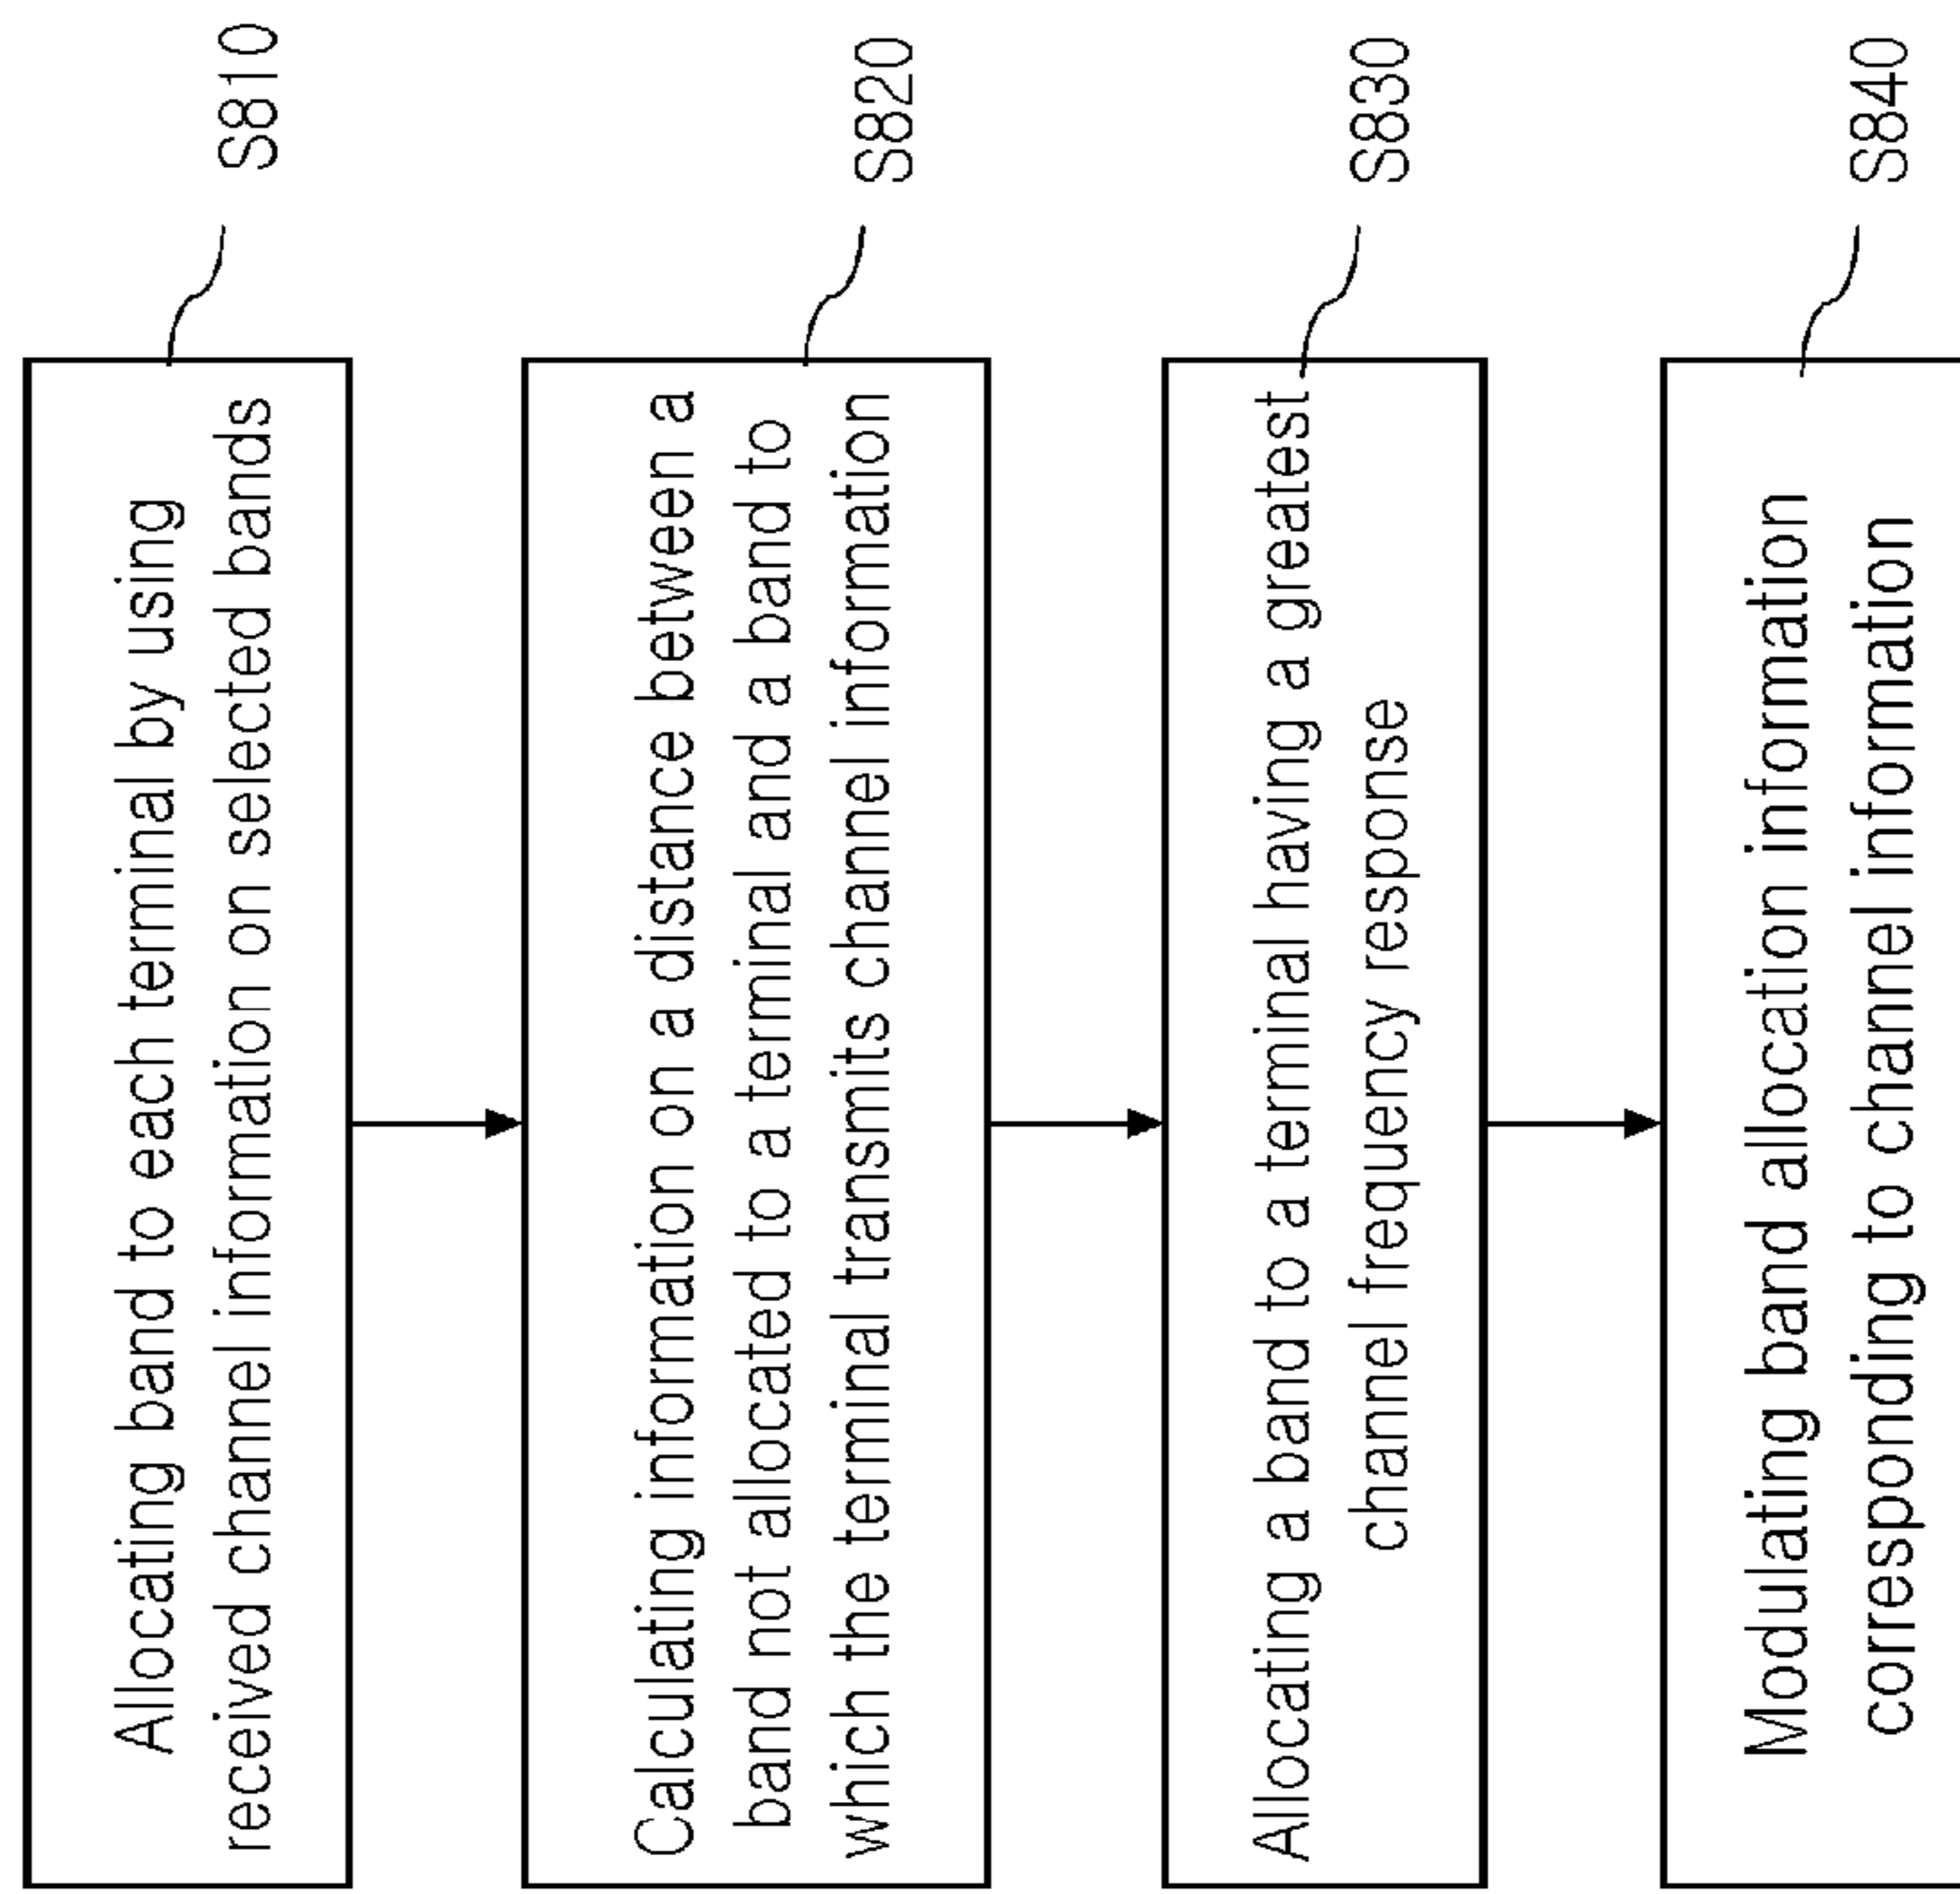 Allocating band to each terminal by using
received channel information on selected bands
S810
Calculating information on a distance between a
band not allocated to a terminal and a band to
which the terminal transmits channel information
S820
Allocating a band to a terminal having a greatest
channel frequency response
S830
Modulating band allocation information
corresponding to channel information
S840